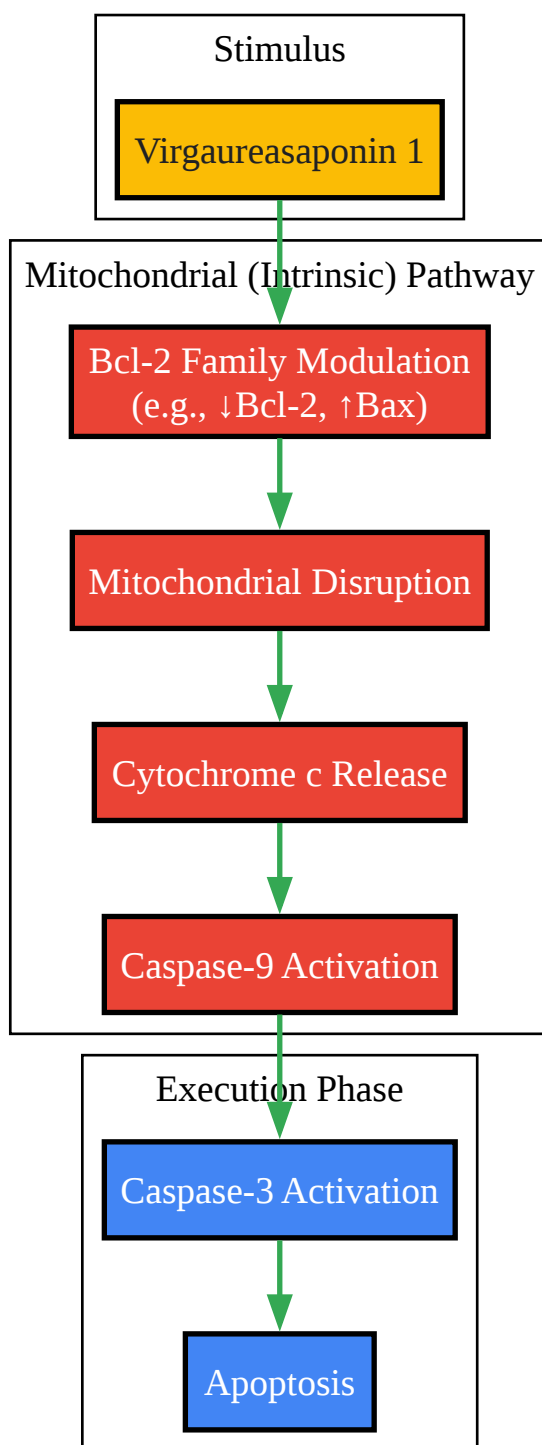 Stimulus
Virgaureasaponin 1
Mitochondrial (Intrinsic) Pathway
Bcl-2 Family Modulation
(e.g., ↓Bcl-2, ↑Bax)
Mitochondrial Disruption
Cytochrome c Release
Caspase-9 Activation
Execution Phase
Caspase-3 Activation
Apoptosis